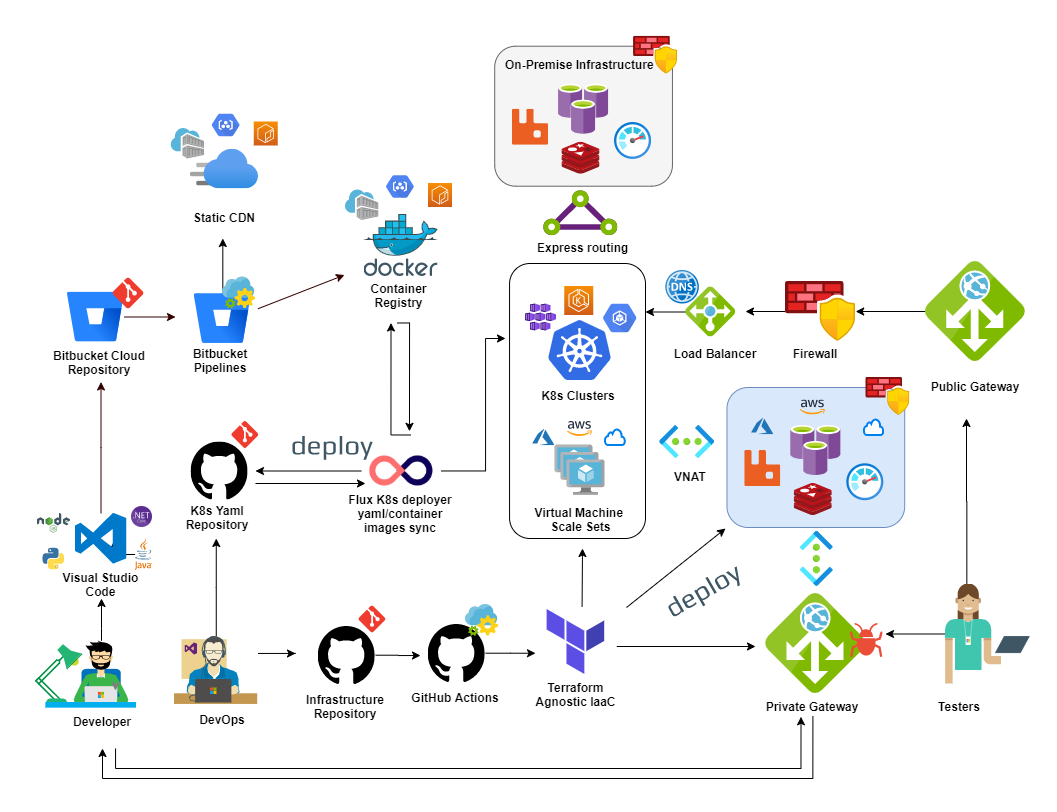 On-Premise Infrastructure
Static CDN
docker
Container
Registry
Express routing
Bitbucket Cloud
Repository
Bitbucket
Pipelines
K8s Clusters
DNS
Load Balancer
Firewall
Public Gateway
aws
Virtual Machine
Scale Sets
VNAT
aws
deploy
K8s Yaml
Repository
Flux K8s deployer
yaml/container
images sync
node
JS
.NET
CORE
Java
Visual Studio
Code
deploy
Developer
DevOps
Infrastructure
Repository
GitHub Actions
Terraform
Agnostic IaaC
Private Gateway
Testers